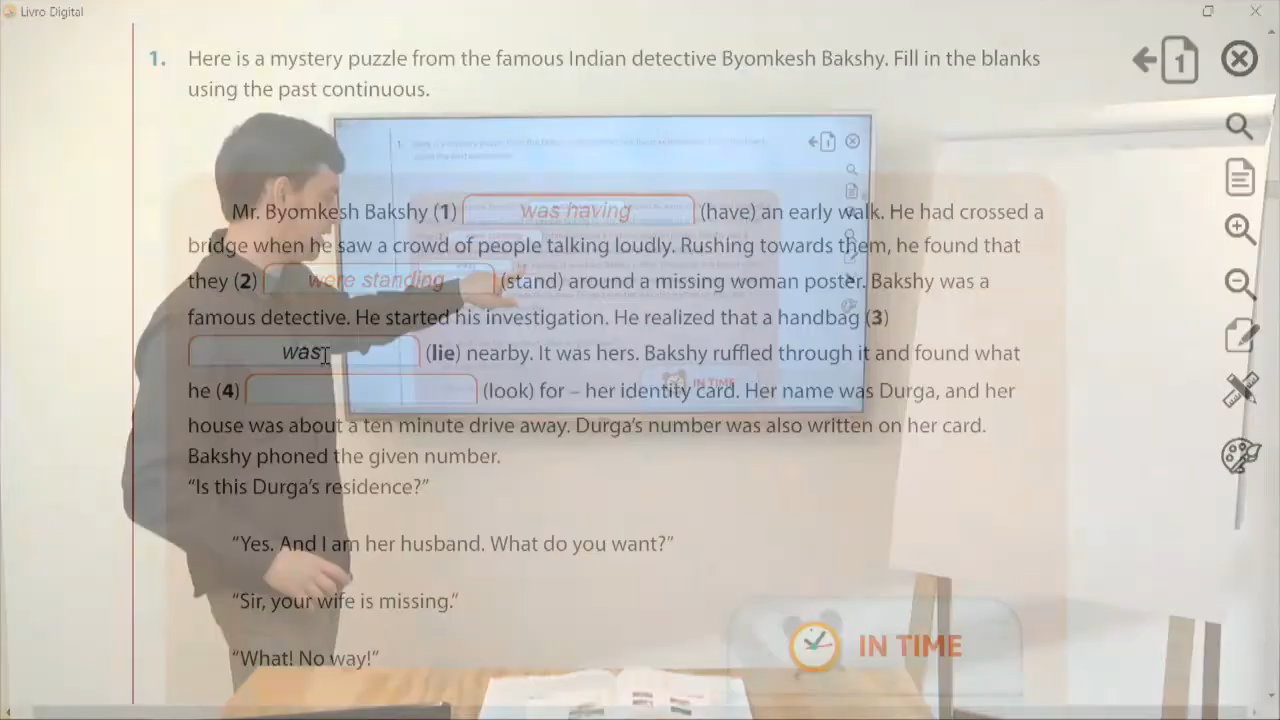 Livro Digital
1. Here is a mystery puzzle from the famous Indian detective Byomkesh Bakshy. Fill in the blanks
using the past continuous.
1
Mr. Byomkesh Bakshy (1) was having (have) an early walk. He had crossed a
bridge when he saw a crowd of people talking loudly. Rushing towards them, he found that
they (2) were standing (stand) around a missing woman poster. Bakshy was a
famous detective. He started his investigation. He realized that a handbag (3)
was (lie) nearby. It was hers. Bakshy ruffled through it and found what
he (4) (look) for – her identity card. Her name was Durga, and her
house was about a ten minute drive away. Durga's number was also written on her card.
Bakshy phoned the given number.
"Is this Durga's residence?"
"Yes. And I am her husband. What do you want?"
"Sir, your wife is missing."
"What! No way!"
IN TIME
IN TIME